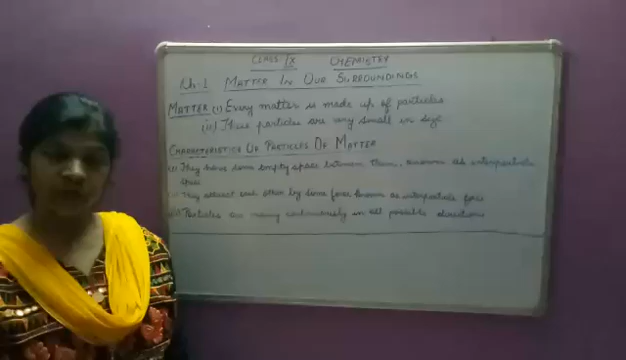 CLASS IX CHEMISTRY
Ch-1 MATTER IN OUR SURROUNDINGS
MATTER (i) Every matter is made up of particles
(ii) These particles are very small in size.
CHARACTERISTICS OF PARTICLES OF MATTER
(i) They have some empty space between them, known as interparticle
space
They attract each other by some force known as interparticle force
Particles are moving continuously in all possible directions